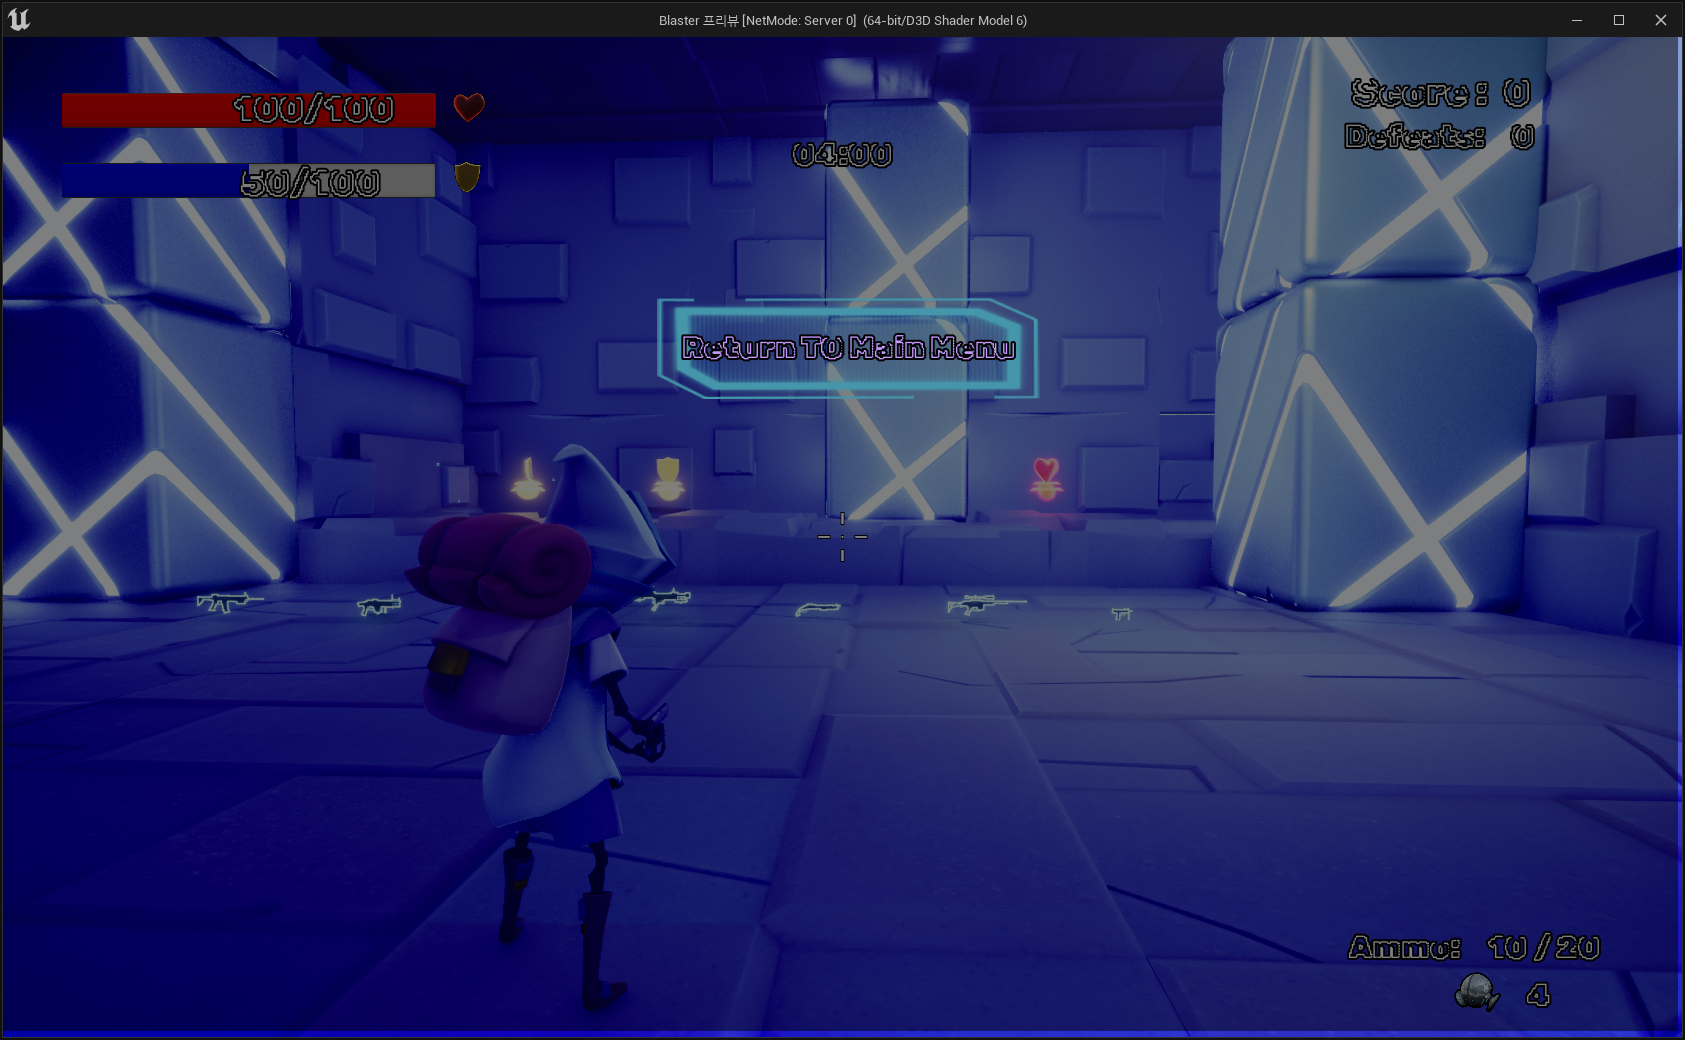 Blaster 프리뷰 [NetMode: Server 0] (64-bit/D3D Shader Model 6)
100/100
Score: 0
Defeats: 0
04:00
50/100
Return TO Main Menu
Ammo: 10 / 20
4